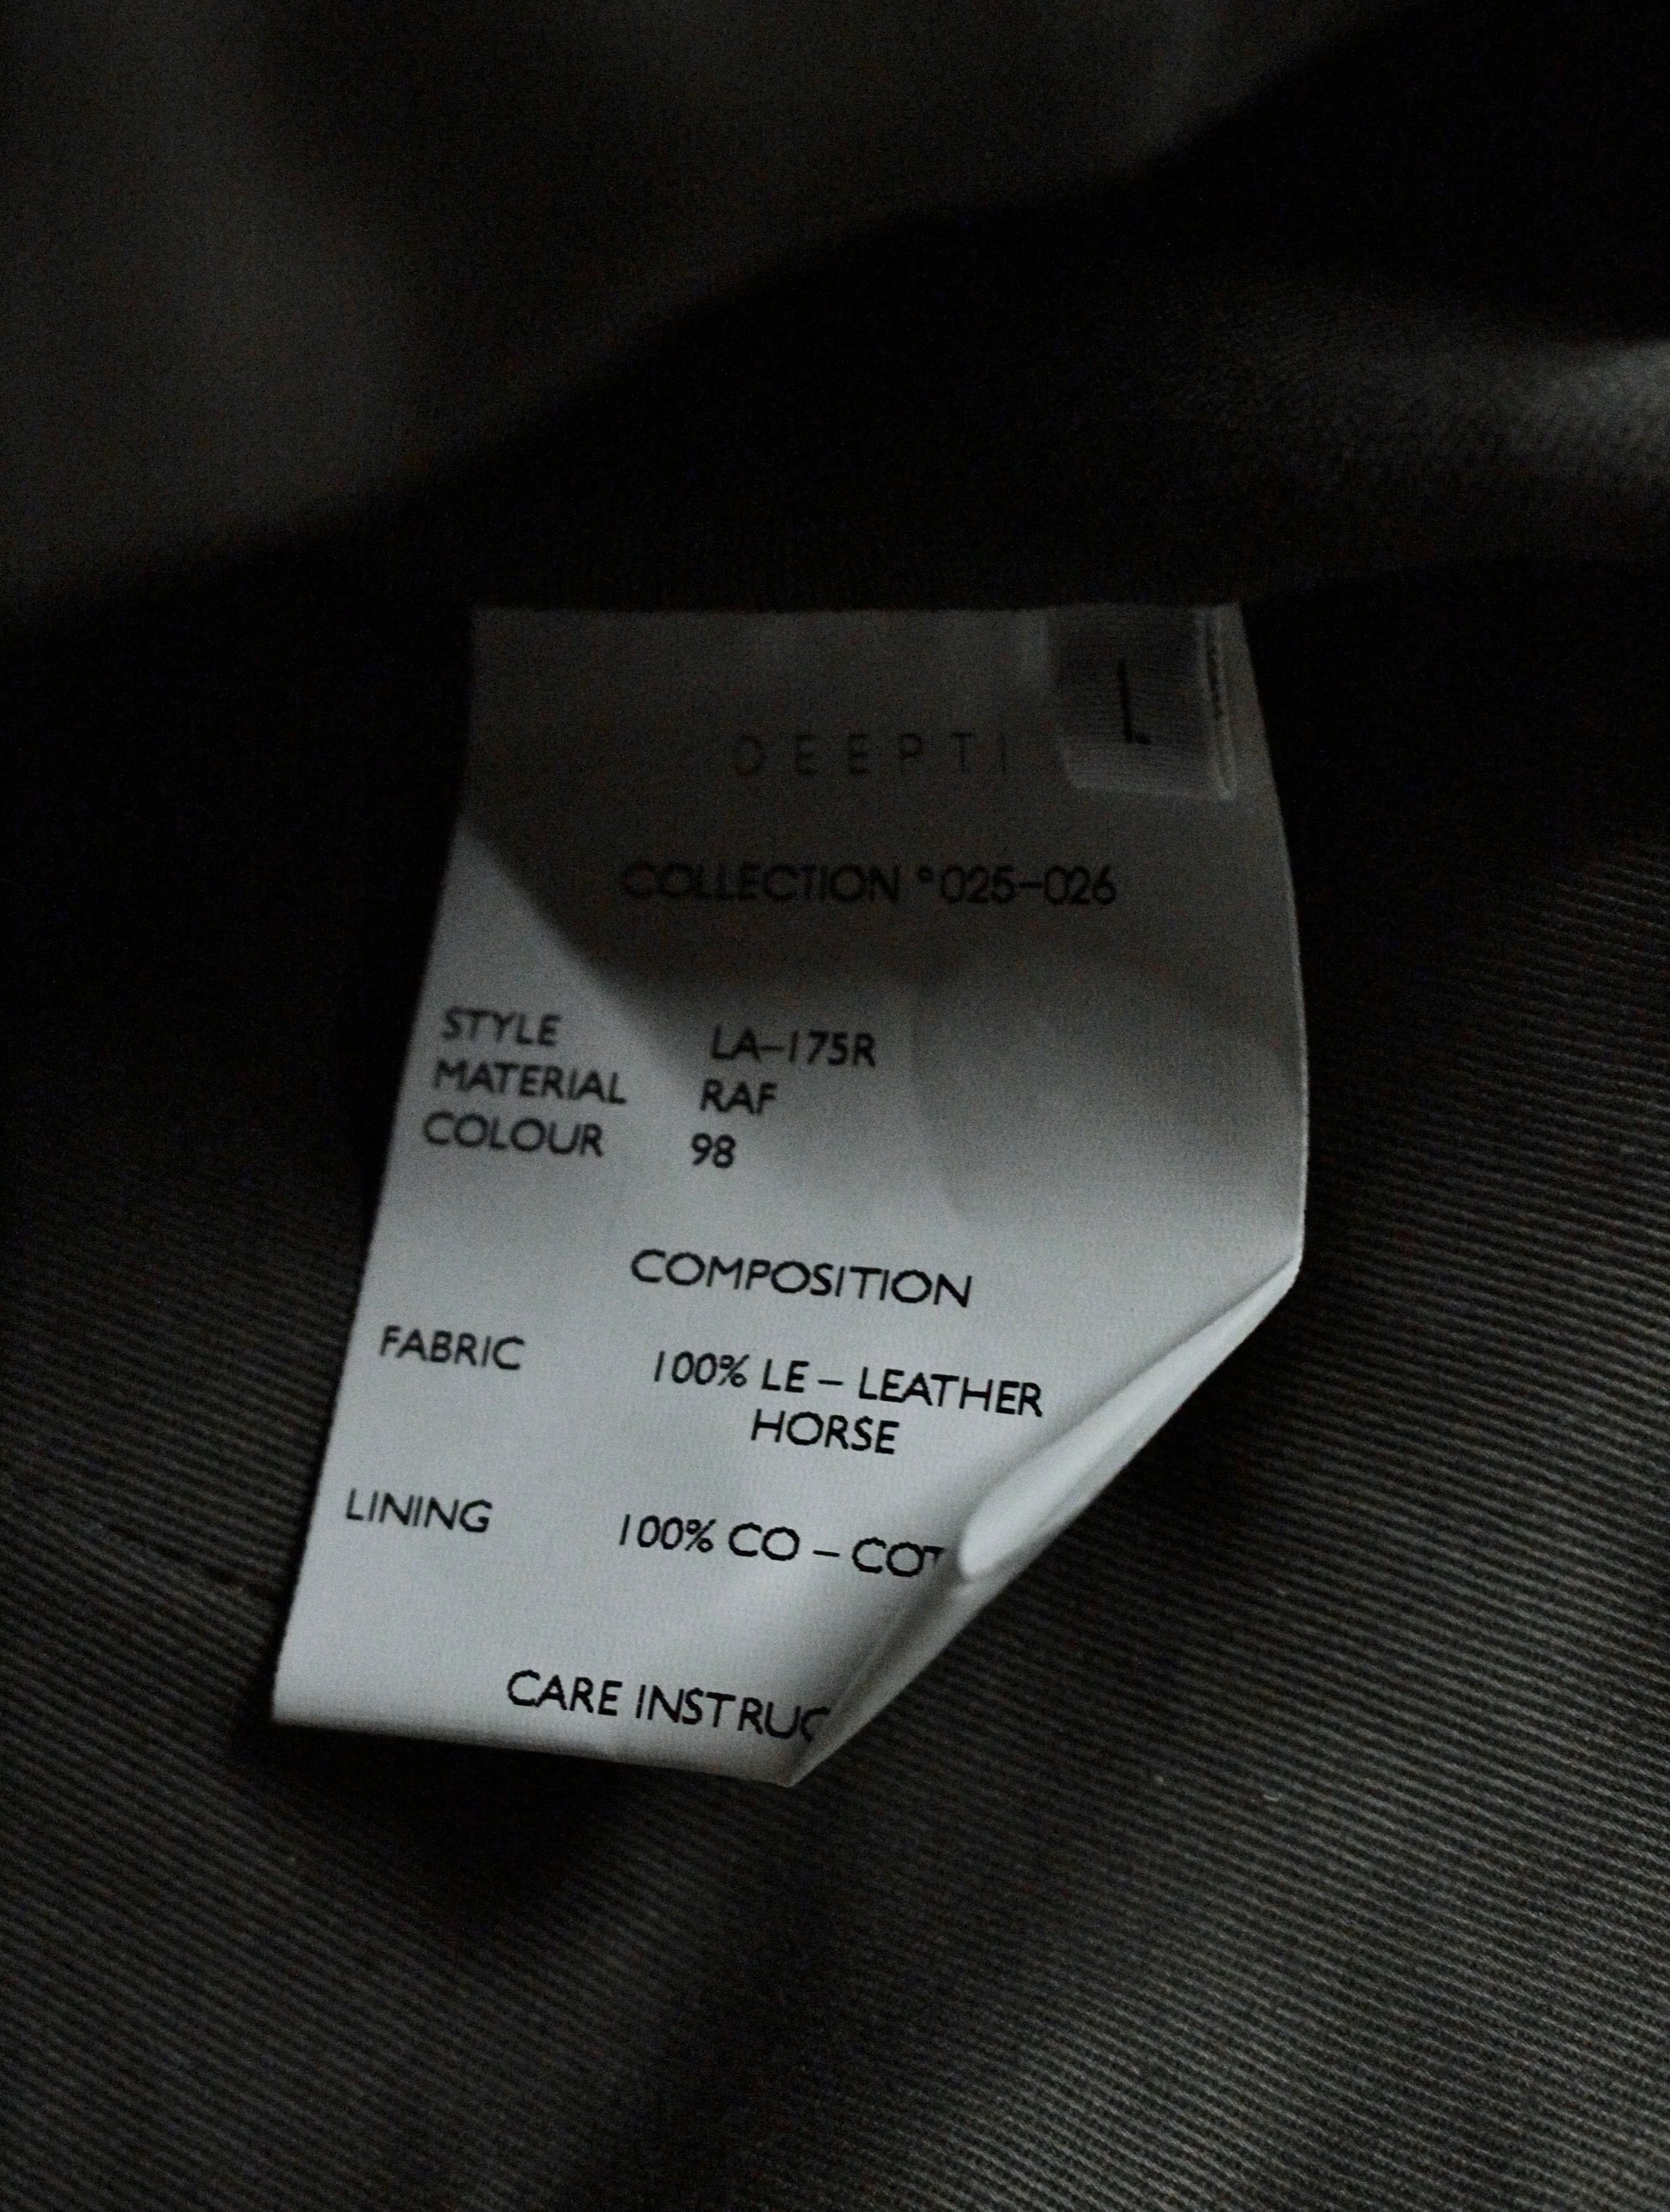 L
DEEPTI
COLLECTION °025–026
STYLE LA–175R
MATERIAL RAF
COLOUR 98
COMPOSITION
FABRIC 100% LE – LEATHER
HORSE
LINING 100% CO – COT
CARE INSTRUC